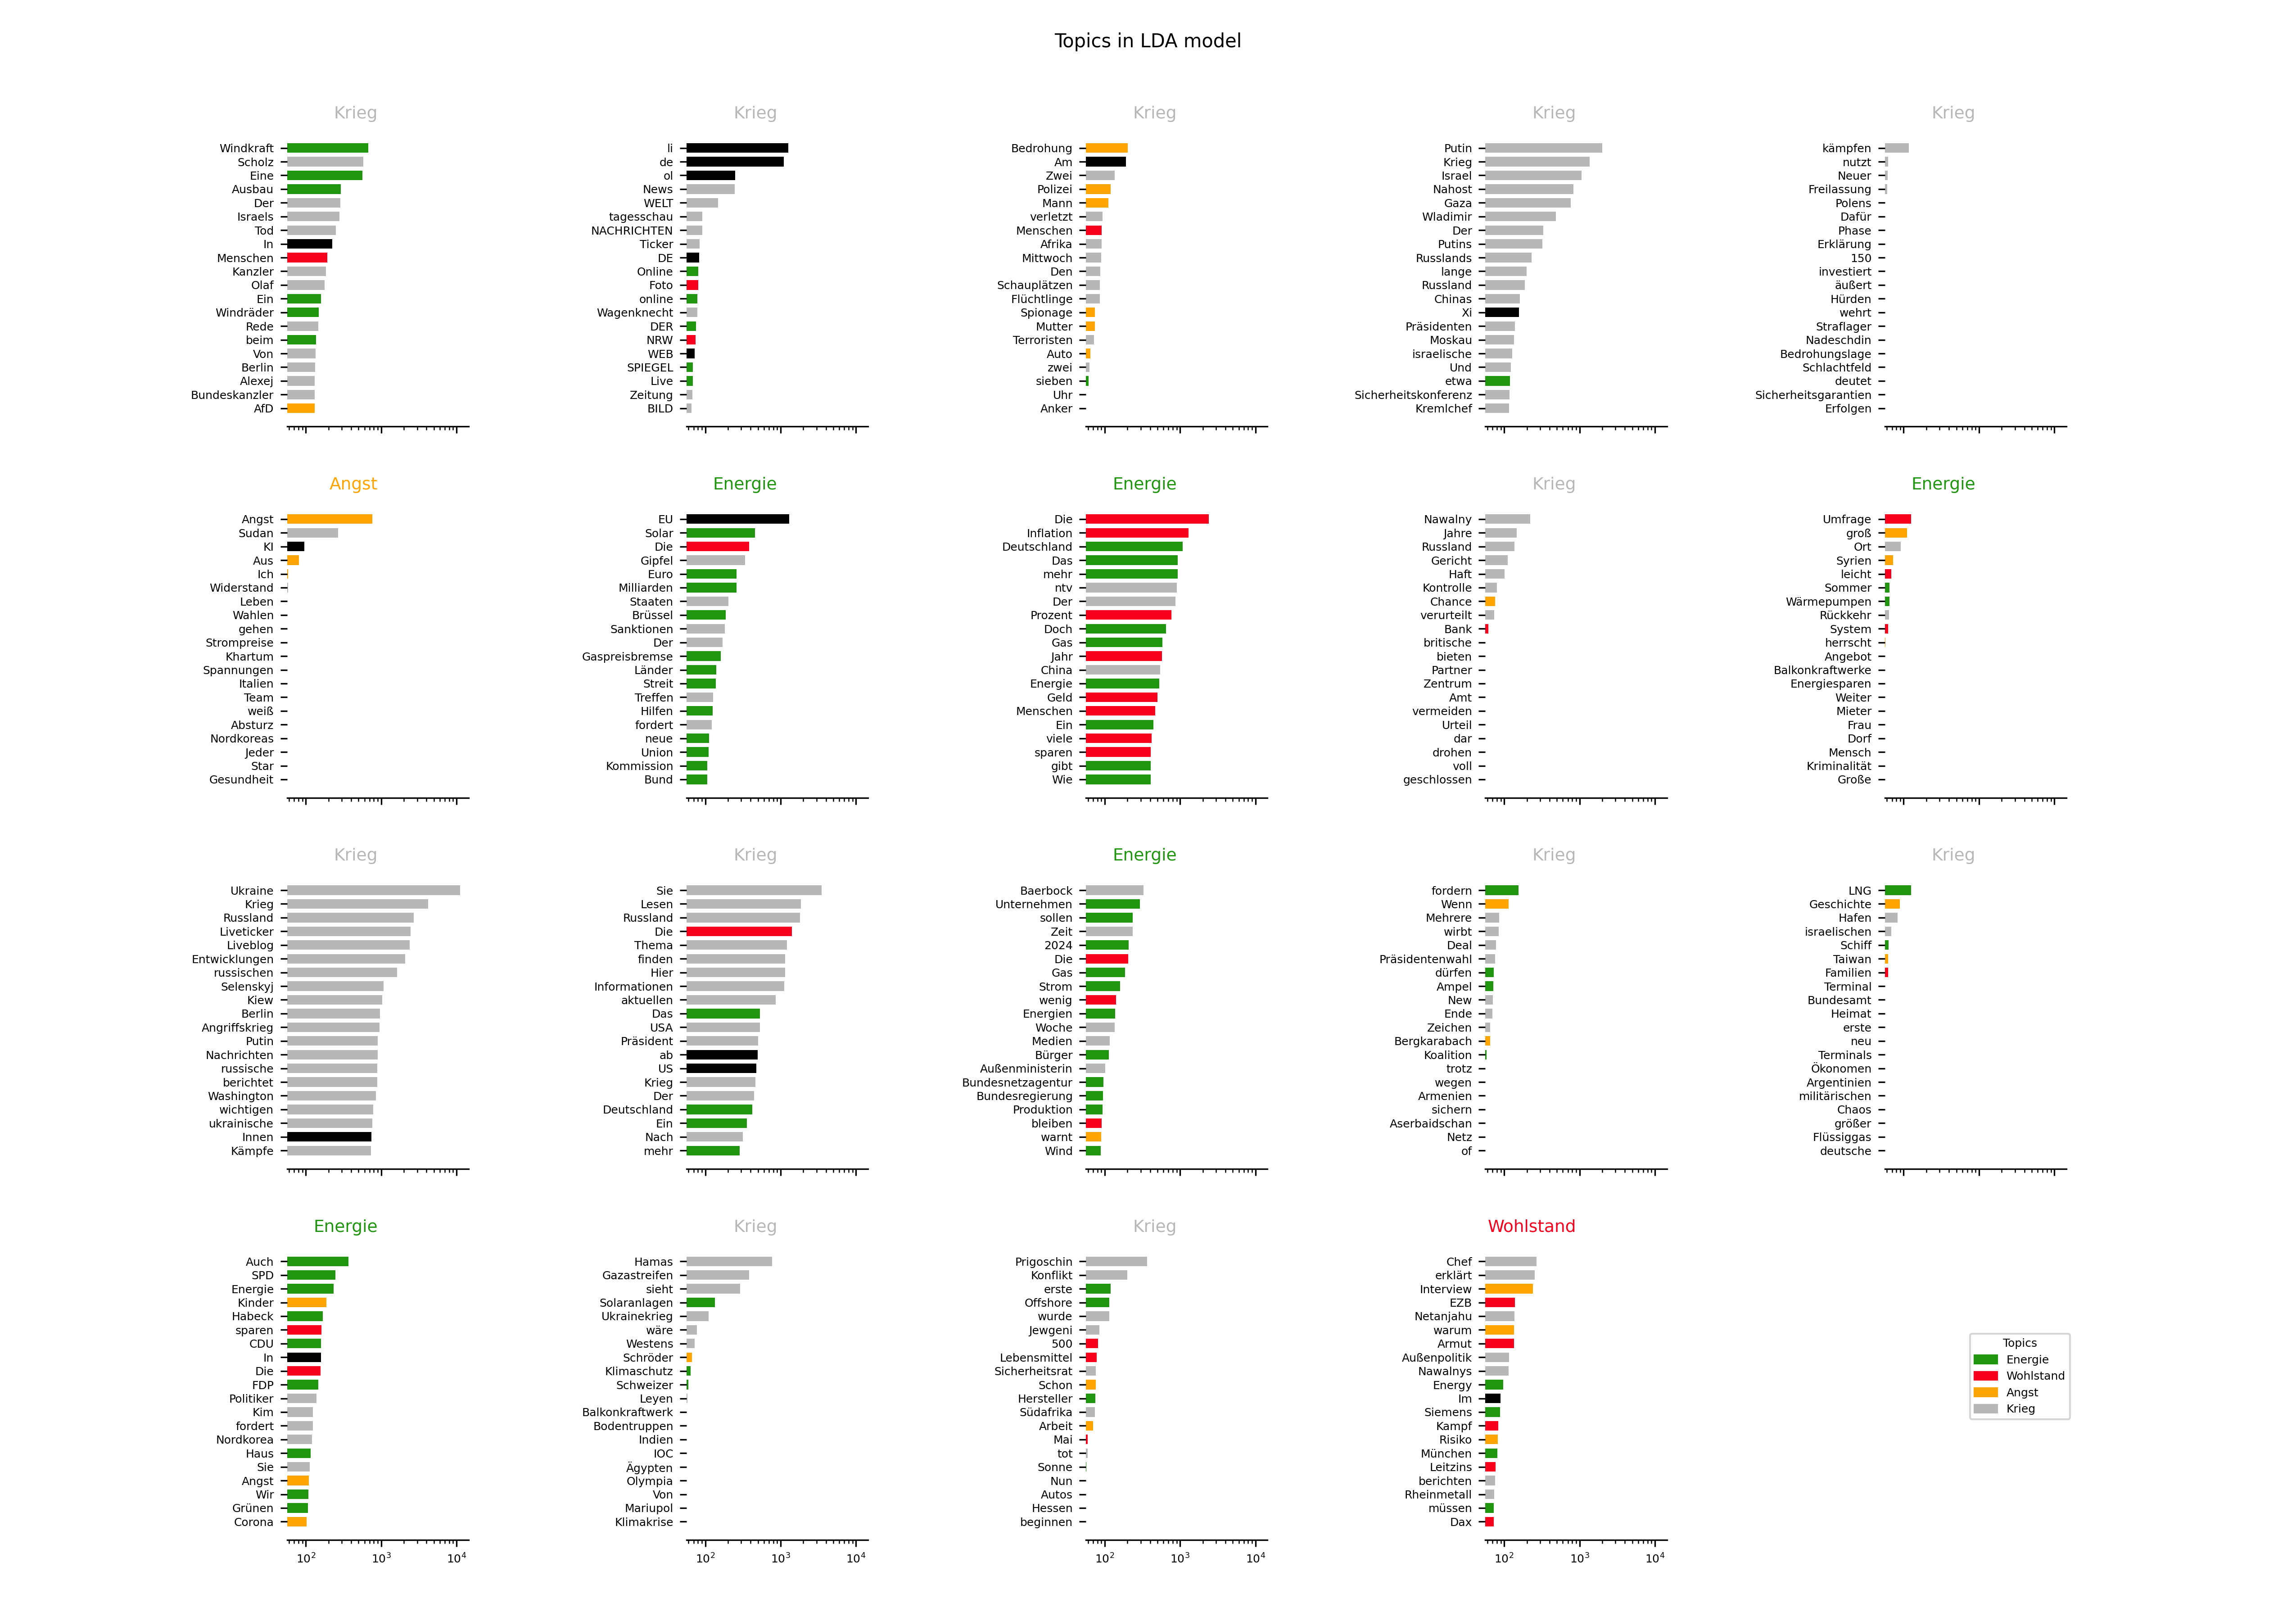 Topics in LDA model
Krieg
Windkraft
Scholz
Eine
Ausbau
Der
Israels
Tod
In
Menschen
Kanzler
Olaf
Ein
Windräder
Rede
beim
Von
Berlin
Alexej
Bundeskanzler
AfD
Krieg
li
de
ol
News
WELT
tagesschau
NACHRICHTEN
Ticker
DE
Online
Foto
online
Wagenknecht
DER
NRW
WEB
SPIEGEL
Live
Zeitung
BILD
Krieg
Bedrohung
Am
Zwei
Polizei
Mann
verletzt
Menschen
Afrika
Mittwoch
Den
Schauplätzen
Flüchtlinge
Spionage
Mutter
Terroristen
Auto
zwei
sieben
Uhr
Anker
Krieg
Putin
Krieg
Israel
Nahost
Gaza
Wladimir
Der
Putins
Russlands
lange
Russland
Chinas
Xi
Präsidenten
Moskau
israelische
Und
etwa
Sicherheitskonferenz
Kremlchef
Krieg
kämpfen
nutzt
Neuer
Freilassung
Polens
Dafür
Phase
Erklärung
150
investiert
äußert
Hürden
wehrt
Straflager
Nadeschdin
Bedrohungslage
Schlachtfeld
deutet
Sicherheitsgarantien
Erfolgen
Angst
Angst
Sudan
KI
Aus
Ich
Widerstand
Leben
Wahlen
gehen
Strompreise
Khartum
Spannungen
Italien
Team
weiß
Absturz
Nordkoreas
Jeder
Star
Gesundheit
Energie
EU
Solar
Die
Gipfel
Euro
Milliarden
Staaten
Brüssel
Sanktionen
Der
Gaspreisbremse
Länder
Streit
Treffen
Hilfen
fordert
neue
Union
Kommission
Bund
Energie
Die
Inflation
Deutschland
Das
mehr
ntv
Der
Prozent
Doch
Gas
Jahr
China
Energie
Geld
Menschen
Ein
viele
sparen
gibt
Wie
Krieg
Nawalny
Jahre
Russland
Gericht
Haft
Kontrolle
Chance
verurteilt
Bank
britische
bieten
Partner
Zentrum
Amt
vermeiden
Urteil
dar
drohen
voll
geschlossen
Energie
Umfrage
groß
Ort
Syrien
leicht
Sommer
Wärmepumpen
Rückkehr
System
herrscht
Angebot
Balkonkraftwerke
Energiesparen
Weiter
Mieter
Frau
Dorf
Mensch
Kriminalität
Große
Krieg
Ukraine
Krieg
Russland
Liveticker
Liveblog
Entwicklungen
russischen
Selenskyj
Kiew
Berlin
Angriffskrieg
Putin
Nachrichten
russische
berichtet
Washington
wichtigen
ukrainische
Innen
Kämpfe
Krieg
Sie
Lesen
Russland
Die
Thema
finden
Hier
Informationen
aktuellen
Das
USA
Präsident
ab
US
Krieg
Der
Deutschland
Ein
Nach
mehr
Energie
Baerbock
Unternehmen
sollen
Zeit
2024
Die
Gas
Strom
wenig
Energien
Woche
Medien
Bürger
Außenministerin
Bundesnetzagentur
Bundesregierung
Produktion
bleiben
warnt
Wind
Krieg
fordern
Wenn
Mehrere
wirbt
Deal
Präsidentenwahl
dürfen
Ampel
New
Ende
Zeichen
Bergkarabach
Koalition
trotz
wegen
Armenien
sichern
Aserbaidschan
Netz
of
Krieg
LNG
Geschichte
Hafen
israelischen
Schiff
Taiwan
Familien
Terminal
Bundesamt
Heimat
erste
neu
Terminals
Ökonomen
Argentinien
militärischen
Chaos
größer
Flüssiggas
deutsche
Energie
Auch
SPD
Energie
Kinder
Habeck
sparen
CDU
In
Die
FDP
Politiker
Kim
fordert
Nordkorea
Haus
Sie
Angst
Wir
Grünen
Corona
10² 10³ 10⁴
Krieg
Hamas
Gazastreifen
sieht
Solaranlagen
Ukrainekrieg
wäre
Westens
Schröder
Klimaschutz
Schweizer
Leyen
Balkonkraftwerk
Bodentruppen
Indien
IOC
Ägypten
Olympia
Von
Mariupol
Klimakrise
10² 10³ 10⁴
Krieg
Prigoschin
Konflikt
erste
Offshore
wurde
Jewgeni
500
Lebensmittel
Sicherheitsrat
Schon
Hersteller
Südafrika
Arbeit
Mai
tot
Sonne
Nun
Autos
Hessen
beginnen
10² 10³ 10⁴
Wohlstand
Chef
erklärt
Interview
EZB
Netanjahu
warum
Armut
Außenpolitik
Nawalnys
Energy
Im
Siemens
Kampf
Risiko
München
Leitzins
berichten
Rheinmetall
müssen
Dax
10² 10³ 10⁴
Topics
Energie
Wohlstand
Angst
Krieg